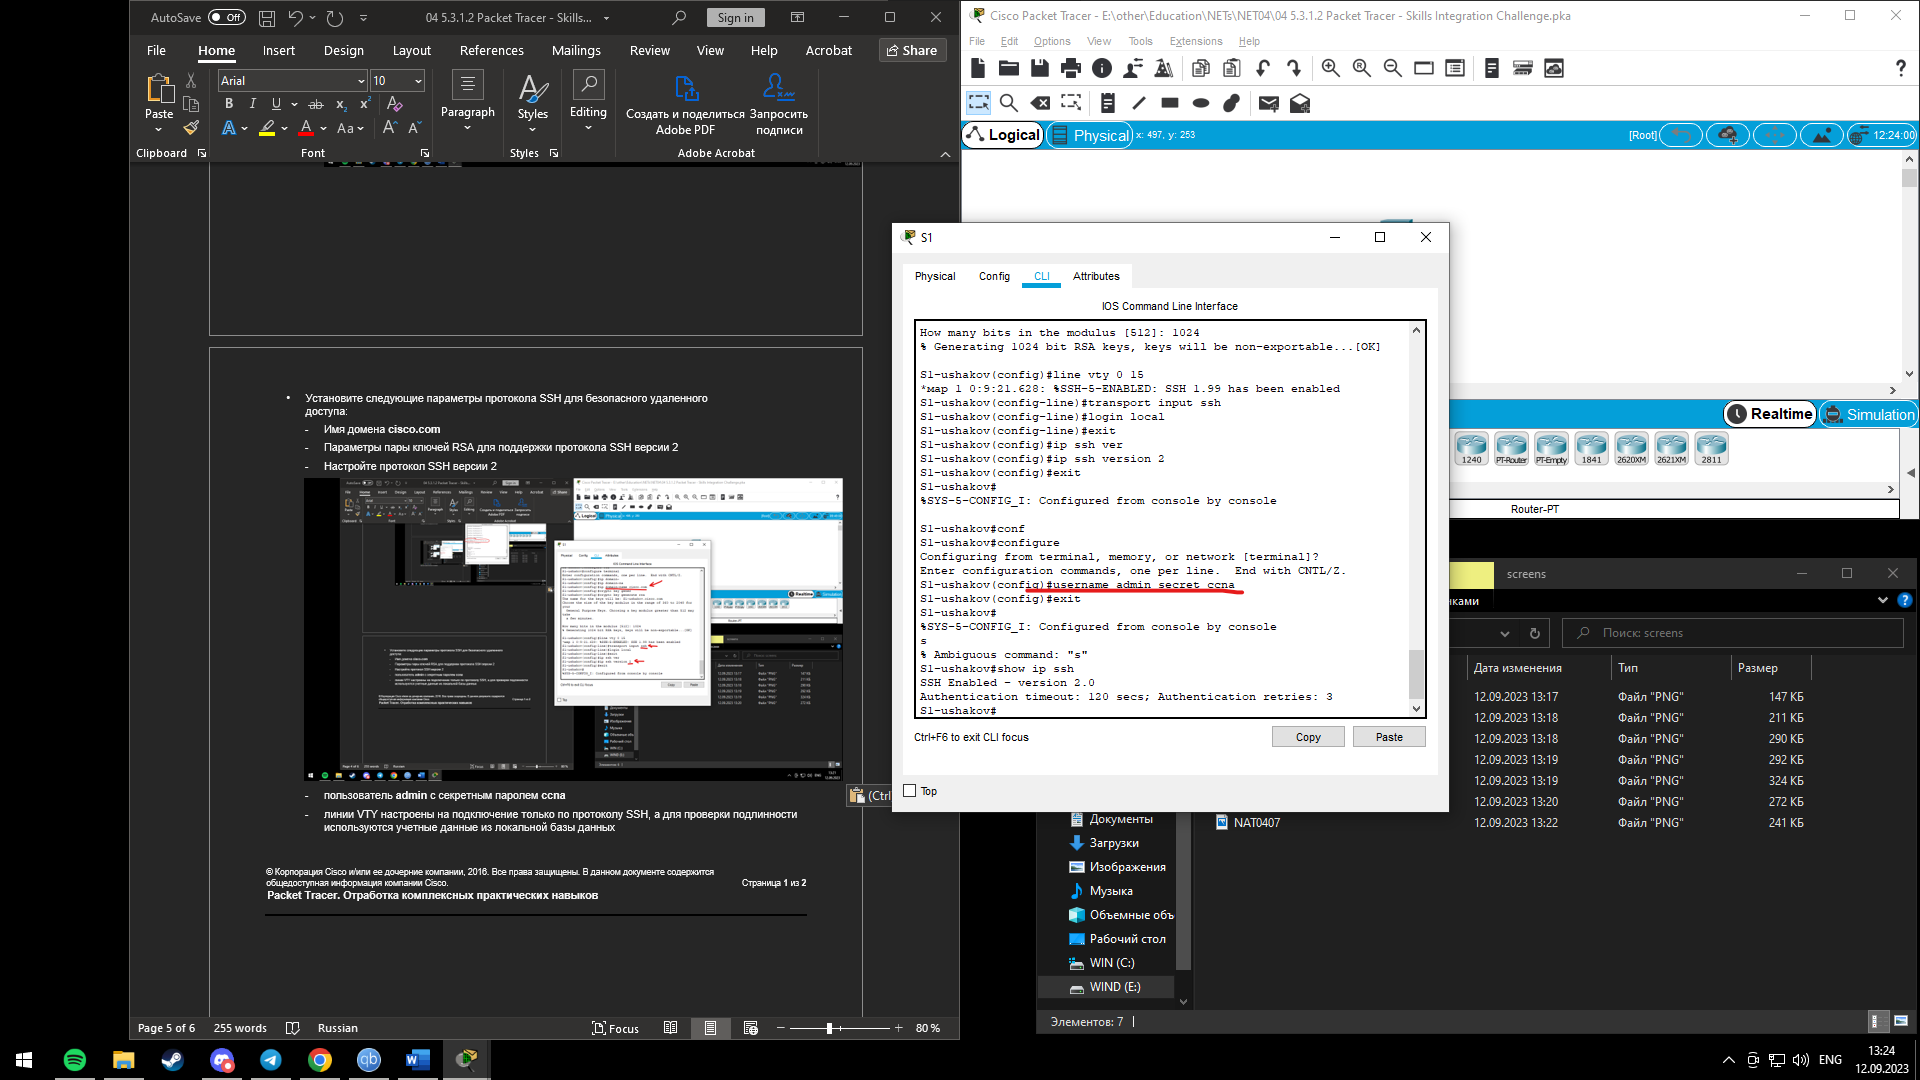 AutoSave Off 04 5.3.1.2 Packet Tracer - Skills... Sign in
File Home Insert Design Layout References Mailings Review View Help Acrobat Share
Arial 10
Paste
Paragraph
Styles
Editing
Создать и поделиться Adobe PDF
Запросить подписи
Clipboard Font Styles Adobe Acrobat
• Установите следующие параметры протокола SSH для безопасного удаленного
доступа:
- Имя домена cisco.com
- Параметры пары ключей RSA для поддержки протокола SSH версии 2
- Настройте протокол SSH версии 2
- пользователь admin с секретным паролем ccna
- линии VTY настроены на подключение только по протоколу SSH, а для проверки подлинности
используются учетные данные из локальной базы данных
(Ctrl
© Корпорация Cisco и/или ее дочерние компании, 2016. Все права защищены. В данном документе содержится
общедоступная информация компании Cisco. Страница 1 из 2
Packet Tracer. Отработка комплексных практических навыков
Page 5 of 6 255 words Russian Focus 80 %
Cisco Packet Tracer - E:\other\Education\NETs\NET04\04 5.3.1.2 Packet Tracer - Skills Integration Challenge.pka
File Edit Options View Tools Extensions Help
Logical Physical x: 497, y: 253 [Root] 12:24:00
S1
Physical Config CLI Attributes
IOS Command Line Interface
How many bits in the modulus [512]: 1024
% Generating 1024 bit RSA keys, keys will be non-exportable...[OK]
S1-ushakov(config)#line vty 0 15
*мар 1 0:9:21.628: %SSH-5-ENABLED: SSH 1.99 has been enabled
S1-ushakov(config-line)#transport input ssh
S1-ushakov(config-line)#login local
S1-ushakov(config-line)#exit
S1-ushakov(config)#ip ssh ver
S1-ushakov(config)#ip ssh version 2
S1-ushakov(config)#exit
S1-ushakov#
%SYS-5-CONFIG_I: Configured from console by console
S1-ushakov#conf
S1-ushakov#configure
Configuring from terminal, memory, or network [terminal]?
Enter configuration commands, one per line. End with CNTL/Z.
S1-ushakov(config)#username admin secret ccna
S1-ushakov(config)#exit
S1-ushakov#
%SYS-5-CONFIG_I: Configured from console by console
s
% Ambiguous command: "s"
S1-ushakov#show ip ssh
SSH Enabled - version 2.0
Authentication timeout: 120 secs; Authentication retries: 3
S1-ushakov#
Ctrl+F6 to exit CLI focus Copy Paste
Top
Realtime Simulation
1240 PT-Router PT-Empty 1841 2620XM 2621XM 2811
Router-PT
screens
нками
Поиск: screens
Дата изменения Тип Размер
12.09.2023 13:17 Файл "PNG" 147 КБ
12.09.2023 13:18 Файл "PNG" 211 КБ
12.09.2023 13:18 Файл "PNG" 290 КБ
12.09.2023 13:19 Файл "PNG" 292 КБ
12.09.2023 13:19 Файл "PNG" 324 КБ
12.09.2023 13:20 Файл "PNG" 272 КБ
NAT0407 12.09.2023 13:22 Файл "PNG" 241 КБ
Документы
Загрузки
Изображения
Музыка
Объемные объ
Рабочий стол
WIN (C:)
WIND (E:)
Элементов: 7
ENG 13:24
12.09.2023